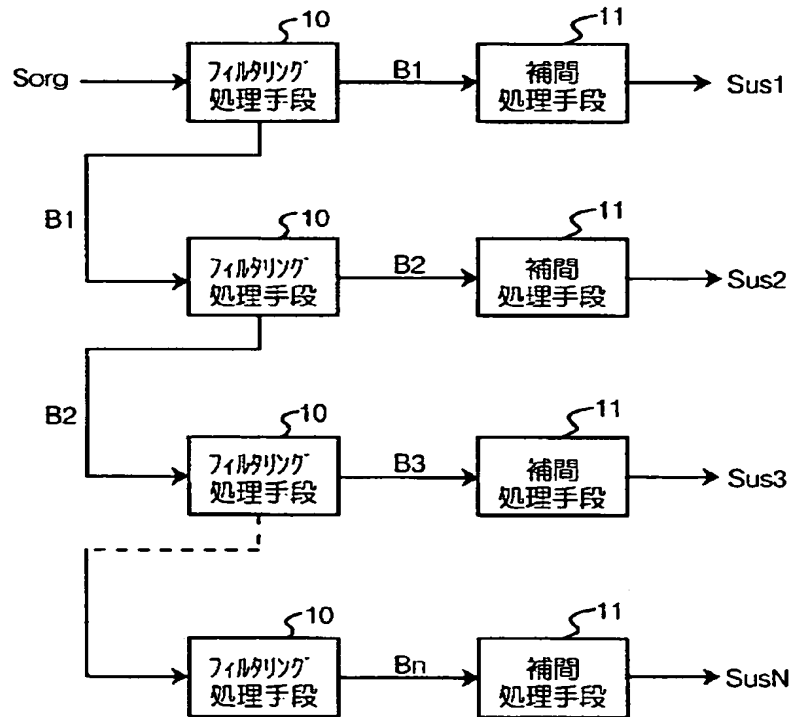 10
11
Sorg
フィルタリング
処理手段
B1
補間
処理手段
Sus1
B1
10
11
フィルタリング
処理手段
B2
補間
処理手段
Sus2
B2
10
11
フィルタリング
処理手段
B3
補間
処理手段
Sus3
10
11
フィルタリング
処理手段
Bn
補間
処理手段
SusN